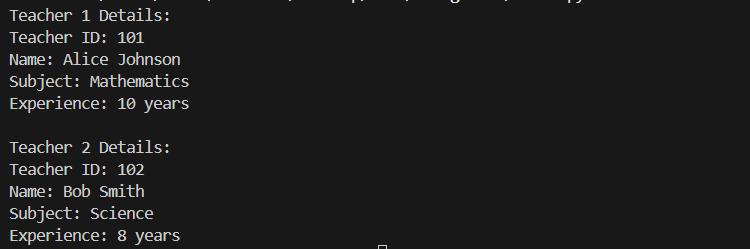 Teacher 1 Details:
Teacher ID: 101
Name: Alice Johnson
Subject: Mathematics
Experience: 10 years
Teacher 2 Details:
Teacher ID: 102
Name: Bob Smith
Subject: Science
Experience: 8 years